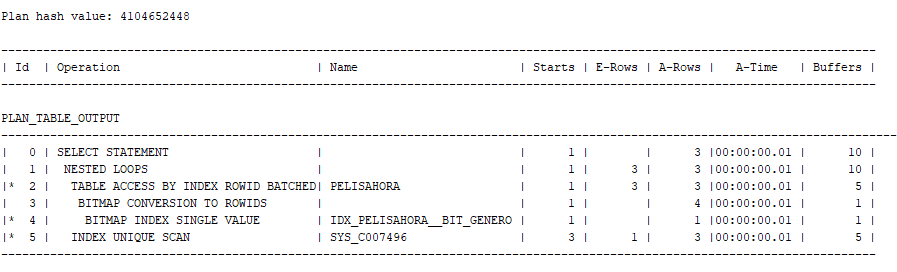 Plan hash value: 4104652448
--------------------------------------------------------------------------------------------------------------------------
| Id | Operation | Name | Starts | E-Rows | A-Rows | A-Time | Buffers |
--------------------------------------------------------------------------------------------------------------------------
PLAN_TABLE_OUTPUT
--------------------------------------------------------------------------------------------------------------------------
| 0 | SELECT STATEMENT | | 1 | | 3 |00:00:00.01 | 10 |
| 1 | NESTED LOOPS | | 1 | 3 | 3 |00:00:00.01 | 10 |
|* 2 | TABLE ACCESS BY INDEX ROWID BATCHED| PELISAHORA | 1 | 3 | 3 |00:00:00.01 | 5 |
| 3 | BITMAP CONVERSION TO ROWIDS | | 1 | | 4 |00:00:00.01 | 1 |
|* 4 | BITMAP INDEX SINGLE VALUE | IDX_PELISAHORA__BIT_GENERO | 1 | | 1 |00:00:00.01 | 1 |
|* 5 | INDEX UNIQUE SCAN | SYS_C007496 | 3 | 1 | 3 |00:00:00.01 | 5 |
--------------------------------------------------------------------------------------------------------------------------